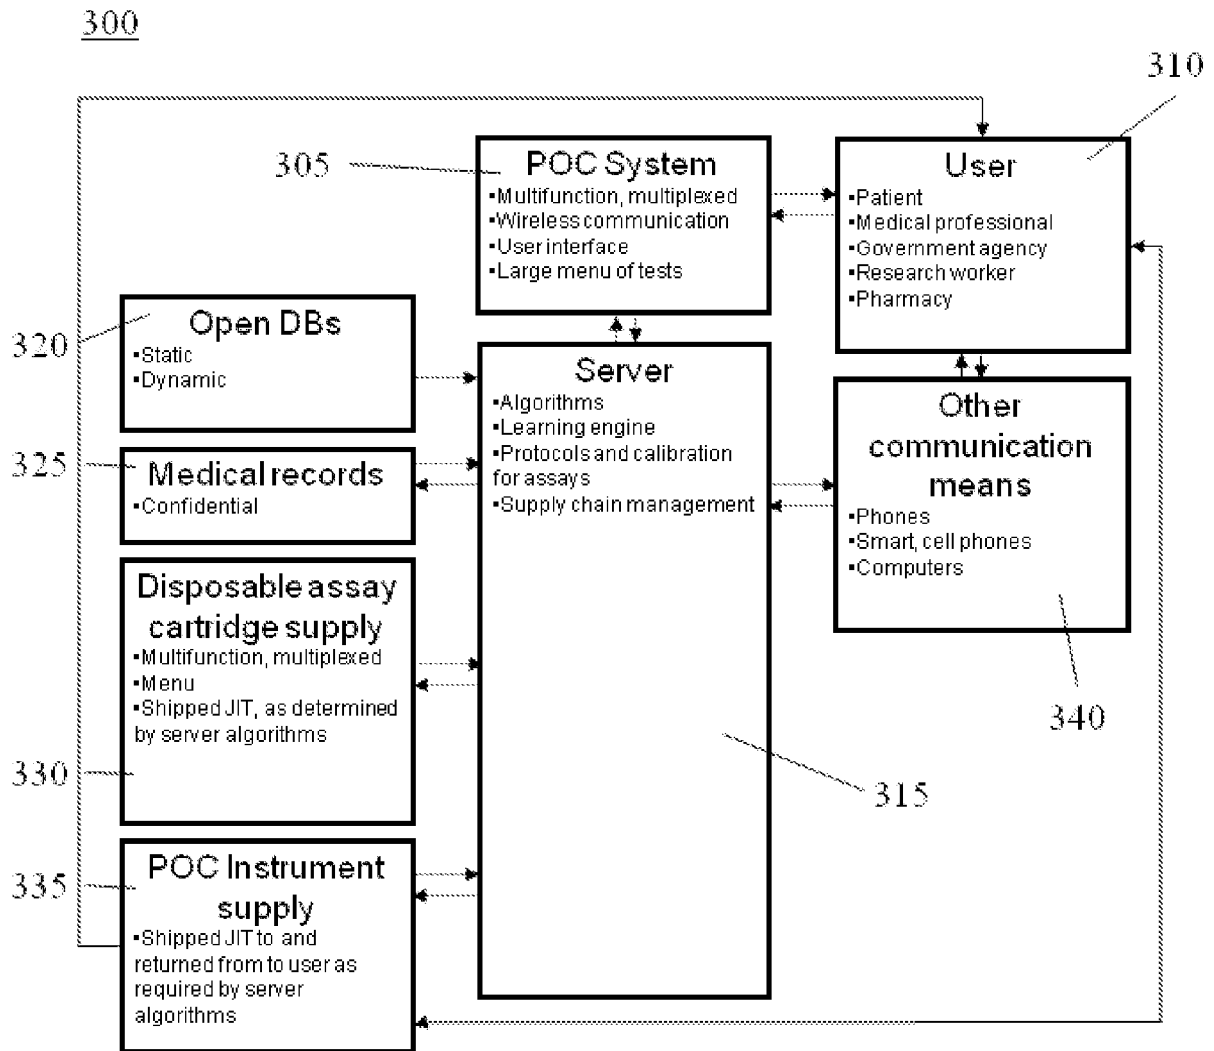 300
310
305
POC System
▪Multifunction, multiplexed
▪Wireless communication
▪User interface
▪Large menu of tests
User
▪Patient
▪Medical professional
▪Government agency
▪Research worker
▪Pharmacy
320
Open DBs
▪Static
▪Dynamic
325
Medical records
▪Confidential
Server
▪Algorithms
▪Learning engine
▪Protocols and calibration
for assays
▪Supply chain management
Other
communication
means
▪Phones
▪Smart, cell phones
▪Computers
340
330
Disposable assay
cartridge supply
▪Multifunction, multiplexed
▪Menu
▪Shipped JIT, as determined
by server algorithms
315
335
POC Instrument
supply
▪Shipped JIT to and
returned from to user as
required by server
algorithms